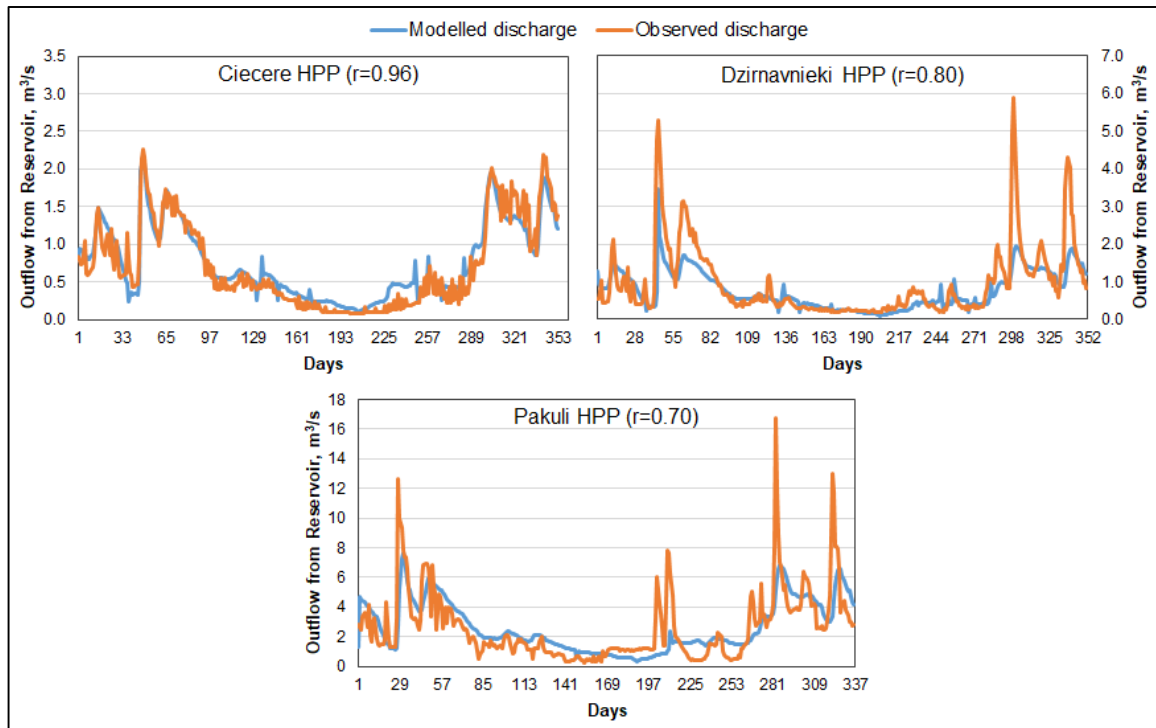 Modelled discharge Observed discharge
Ciecere HPP (r=0.96)
Outflow from Reservoir, m³/s
3.5
3.0
2.5
2.0
1.5
1.0
0.5
0.0
1 33 65 97 129 161 193 225 257 289 321 353
Days
Dzirnavnieki HPP (r=0.80)
7.0
6.0
5.0
4.0
3.0
2.0
1.0
0.0
Outflow from Reservoir, m³/s
1 28 55 82 109 136 163 190 217 244 271 298 325 352
Days
Pakuli HPP (r=0.70)
Outflow from Reservoir, m³/s
18
16
14
12
10
8
6
4
2
0
1 29 57 85 113 141 169 197 225 253 281 309 337
Days